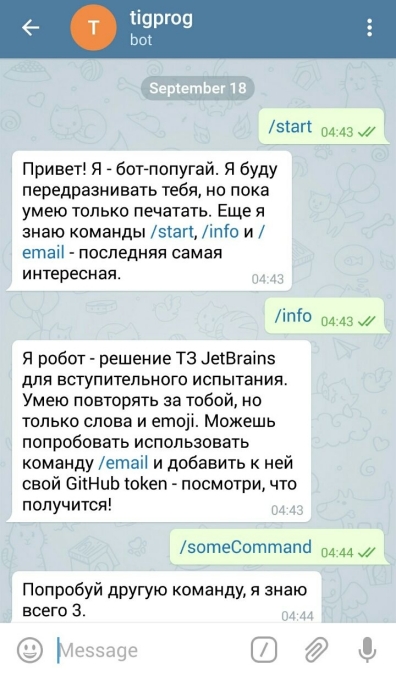 tigprog
T
bot
September 18
/start 04:43
Привет! Я - бот-попугай. Я буду
передразнивать тебя, но пока
умею только печатать. Еще я
знаю команды /start, /info и /
email - последняя самая
интересная.
04:43
/info 04:43
Я робот - решение ТЗ JetBrains
для вступительного испытания.
Умею повторять за тобой, но
только слова и emoji. Можешь
попробовать использовать
команду /email и добавить к ней
свой GitHub token - посмотри, что
получится!
04:43
/someCommand 04:44
Попробуй другую команду, я знаю
всего 3.
04:44
Message